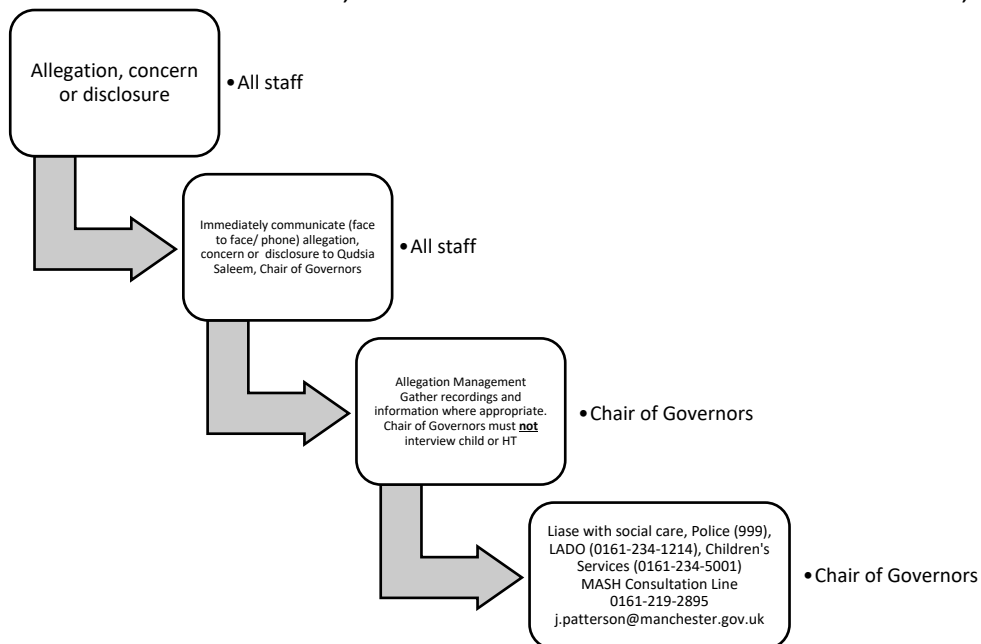 Allegation, concern
or disclosure
•All staff
Immediately communicate (face
to face/ phone) allegation,
concern or disclosure to Qudsia
Saleem, Chair of Governors
•All staff
Allegation Management
Gather recordings and
information where appropriate.
Chair of Governors must not
interview child or HT
•Chair of Governors
Liase with social care, Police (999),
LADO (0161-234-1214), Children's
Services (0161-234-5001)
MASH Consultation Line
0161-219-2895
j.patterson@manchester.gov.uk
•Chair of Governors